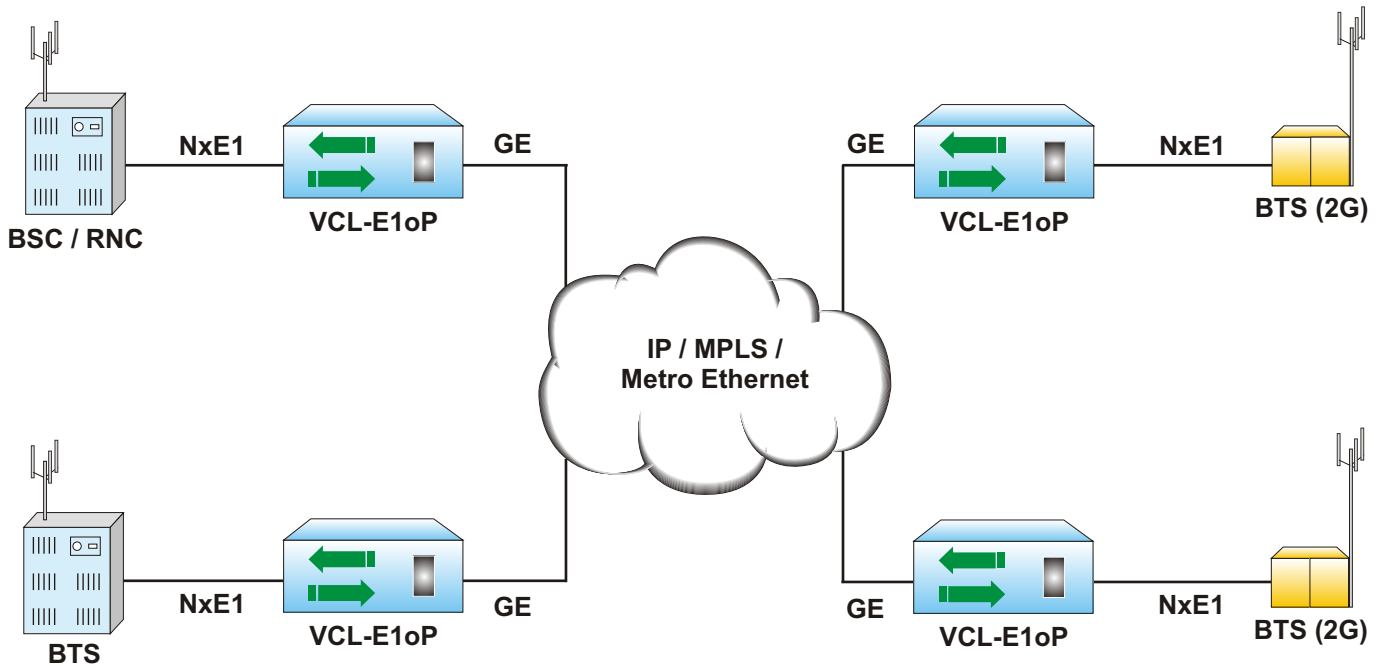 NxE1
GE
VCL-E1oP
BSC / RNC
GE
NxE1
VCL-E1oP
BTS (2G)
IP / MPLS /
Metro Ethernet
NxE1
GE
VCL-E1oP
BTS
GE
NxE1
VCL-E1oP
BTS (2G)